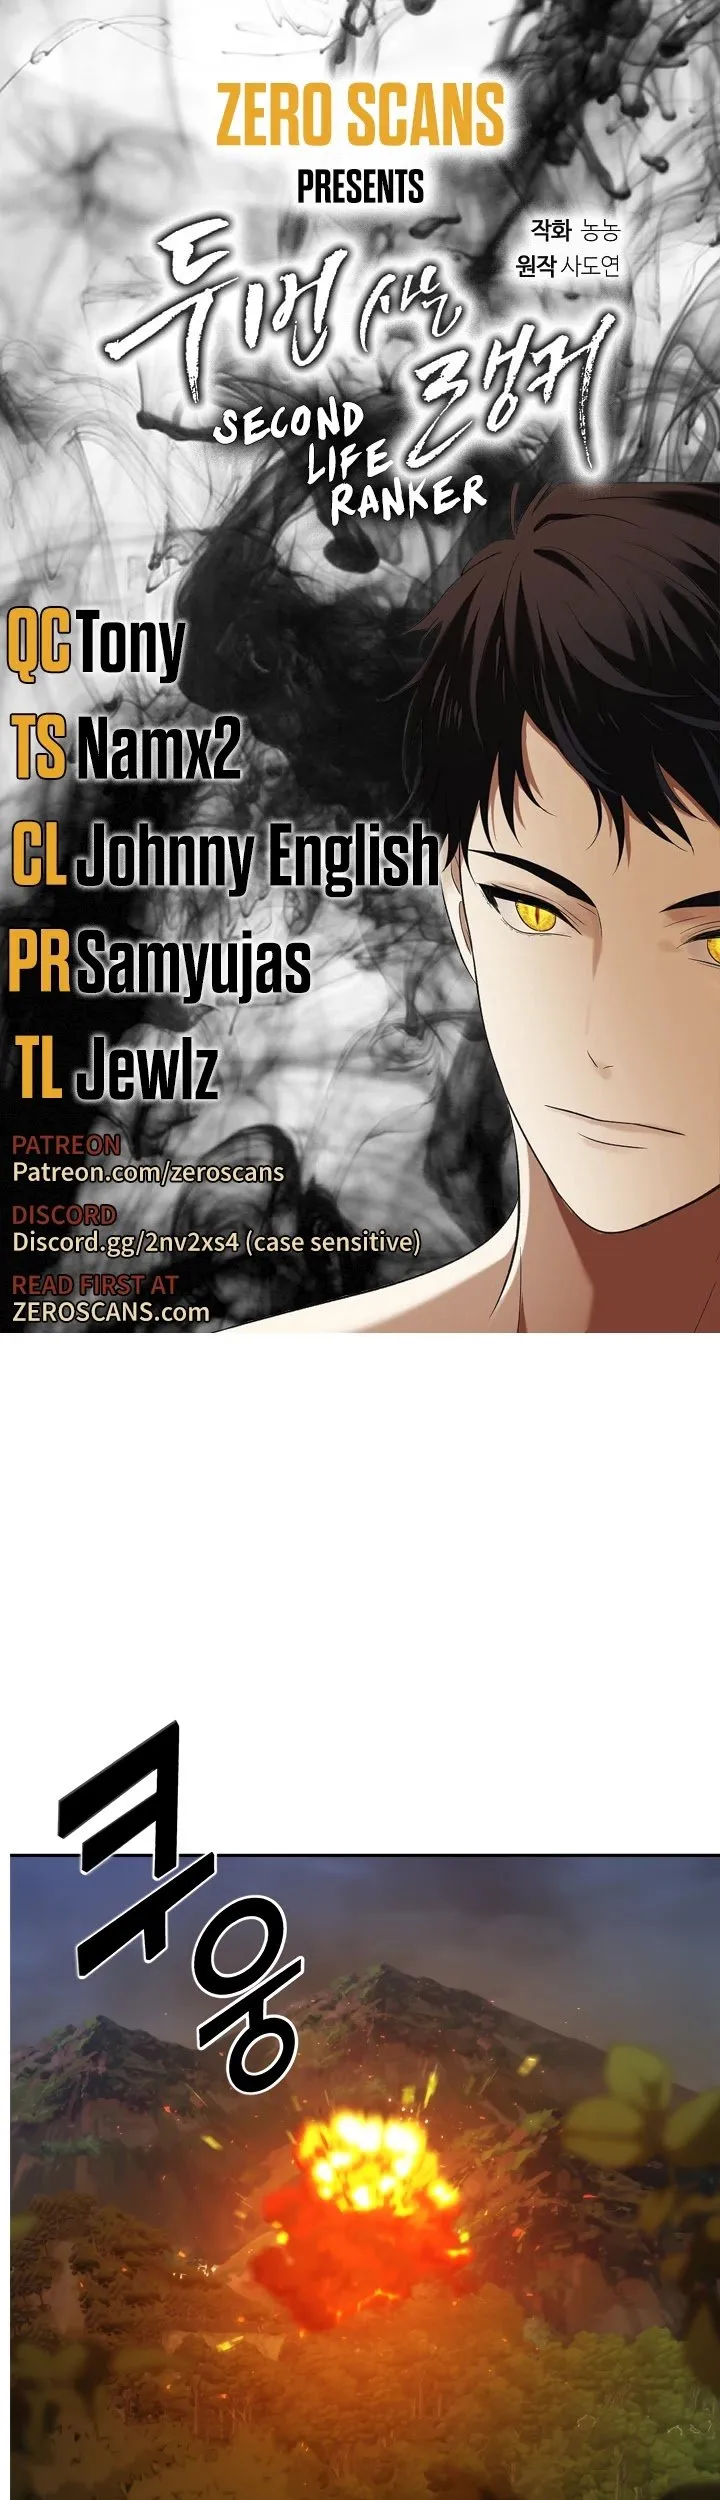 ZERO SCANS
PRESENTS
작화 농농
원작 사도연
두 번 사는
랭커
SECOND
LIFE
RANKER
QC Tony
TS Namx2
CL Johnny English
PR Samyujas
TL Jewlz
PATREON
Patreon.com/zeroscans
DISCORD
Discord.gg/2nv2xs4 (case sensitive)
READ FIRST AT
ZEROSCANS.com
쿠웅